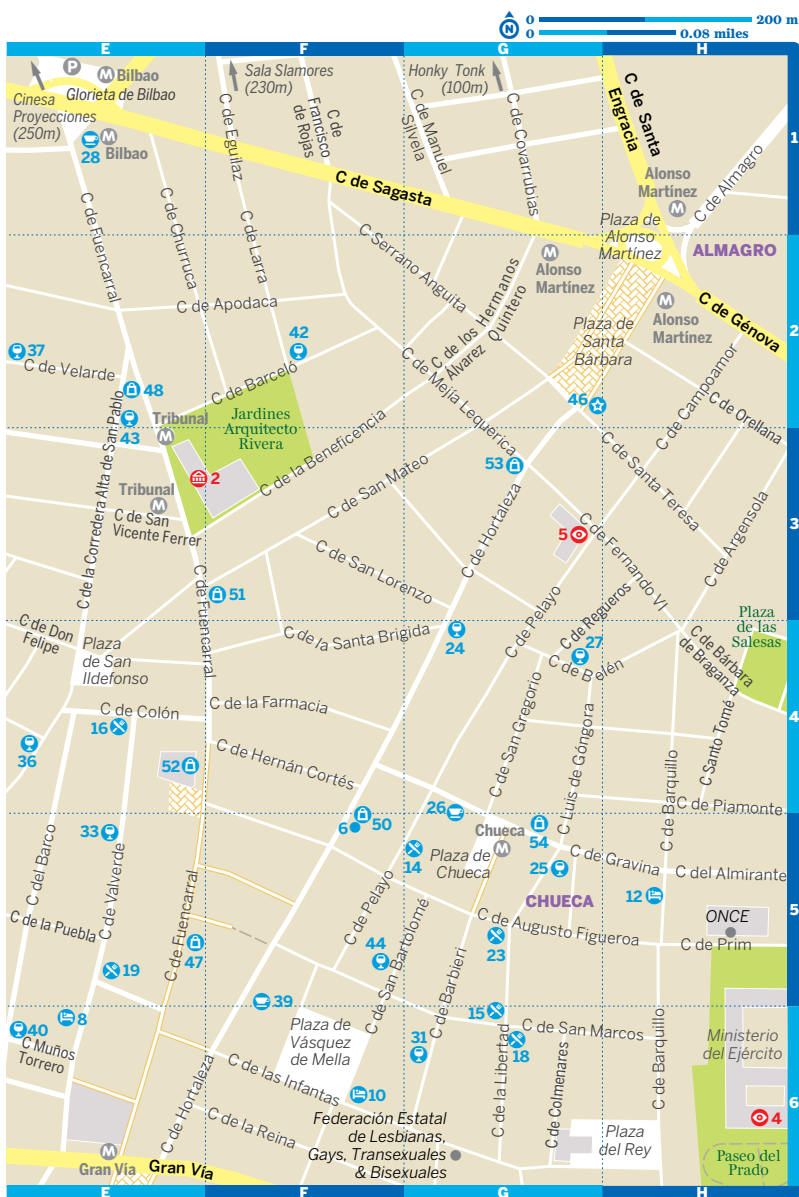 N
0 200 m
0 0.08 miles
E F G H
P
M Bilbao
Glorieta de Bilbao
Cinesa
Proyecciones
(250m)
Sala Slamores
(230m)
Honky Tonk
(100m)
28
M
Bilbao
C de Eguilaz
C de
Francisco
de Rojas
C de Manuel
Silvela
C de Covarrubias
C de Santa
Engracia
1
C de Sagasta
Alonso
Martínez
M
C de Almagro
Plaza de
Alonso
Martínez
ALMAGRO
C de Fuencarral
C de Churruca
C de Larra
C Serrano Anguita
M
Alonso
Martínez
M
Alonso
Martínez
C de Génova
C de Apodaca
C de los Hermanos
Álvarez Quintero
Plaza de
Santa
Bárbara
2
37
42
C de Velarde
48
C de Barceló
C de Mejía Lequerica
46
C de Campoamor
C de Orellana
43
Tribunal
M
Jardines
Arquitecto
Rivera
C de la Corredera Alta de San Pablo
2
C de la Beneficencia
53
C de Santa Teresa
Tribunal
M
C de San
Vicente Ferrer
C de San Mateo
C de Hortaleza
5
C de Fernando VI
C de Argensola
3
C de San Lorenzo
C de Fuencarral
51
C de Pelayo
C de Regueros
Plaza
de las
Salesas
C de Don
Felipe
Plaza
de San
Ildefonso
C de la Santa Brigida
24
27
C de Belén
C de Bárbara
de Braganza
C de la Farmacia
C de San Gregorio
C Luis de Góngora
C Santo Tomé
4
C de Colón
16
36
52
C de Hernán Cortés
C de Barquillo
C de Piamonte
26
6
50
33
Chueca
M
54
14
Plaza de
Chueca
25
C de Gravina
C del Almirante
C del Barco
C de Valverde
12
CHUECA
5
C de la Puebla
C de Fuencarral
C de Pelayo
C de San Bartolomé
C de Augusto Figueroa
ONCE
C de Prim
47
44
23
C de Barbieri
19
39
15
40
8
C Muños
Torrero
Plaza de
Vásquez
de Mella
31
C de San Marcos
18
Ministerio
del Ejército
C de la Libertad
C de Colmenares
C de Barquillo
C de las Infantas
10
6
4
C de Hortaleza
C de la Reina
Federación Estatal
de Lesbianas,
Gays, Transexuales
& Bisexuales
Plaza
del Rey
Paseo del
Prado
M
Gran Vía
Gran Vía
E F G H